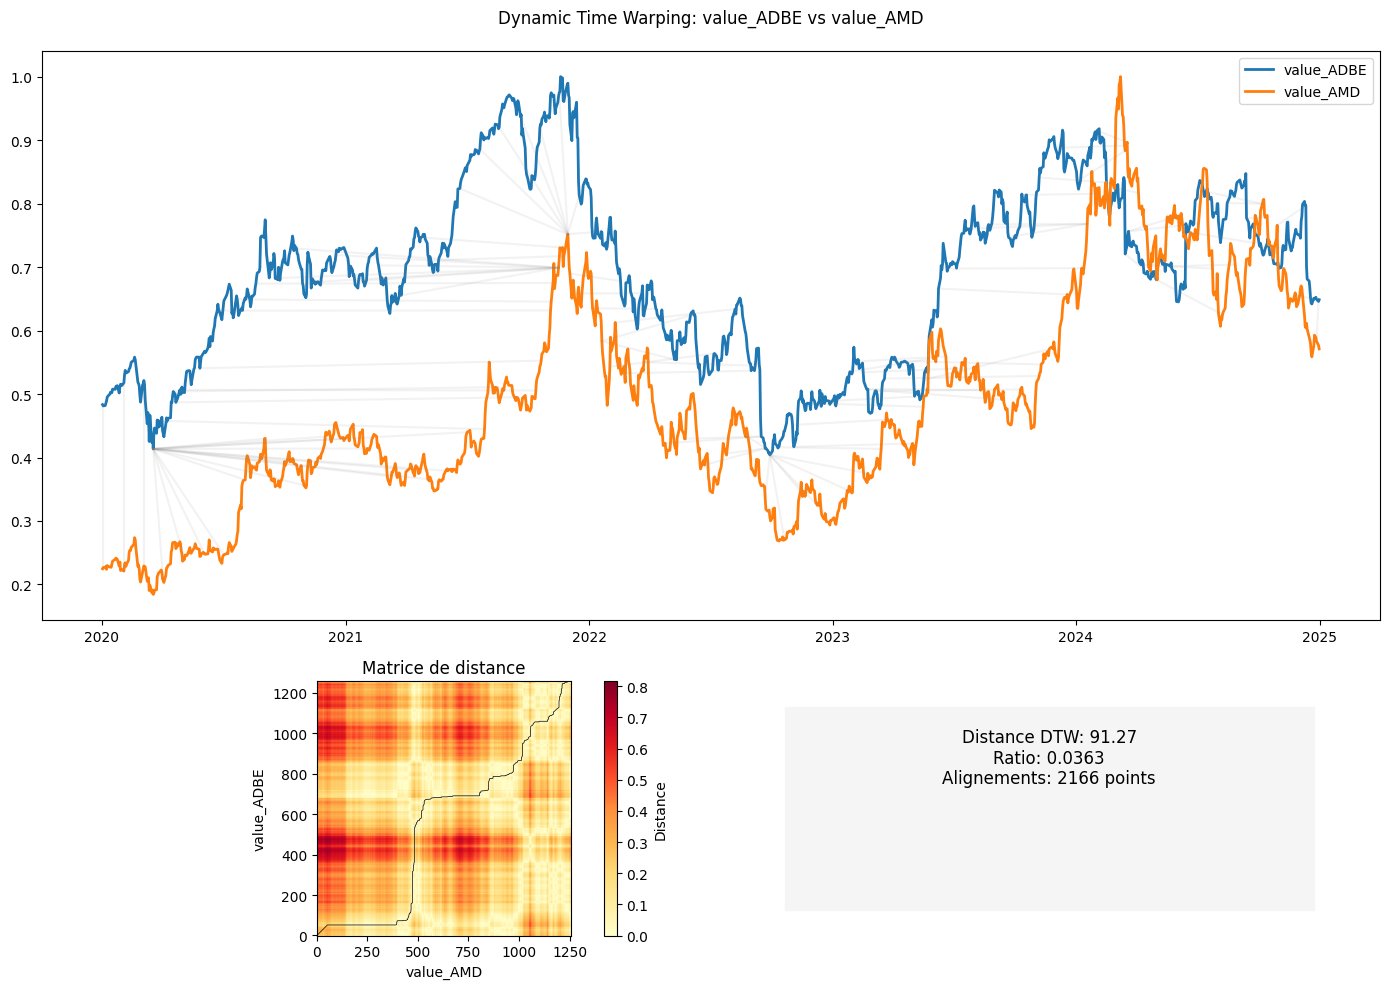 Dynamic Time Warping: value_ADBE vs value_AMD
value_ADBE
value_AMD
1.0
0.9
0.8
0.7
0.6
0.5
0.4
0.3
0.2
2020 2021 2022 2023 2024 2025
Matrice de distance
value_ADBE
1200
1000
800
600
400
200
0
0 250 500 750 1000 1250
value_AMD
0.8
0.7
0.6
0.5
0.4
0.3
0.2
0.1
0.0
Distance
Distance DTW: 91.27
Ratio: 0.0363
Alignements: 2166 points